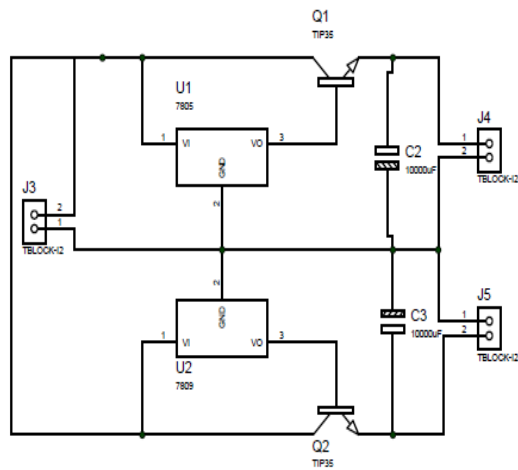 Q1
TIP35
U1
7805
1
VI
VO
3
GND
2
C2
10000uF
J4
1
2
TBLOCK-I2
J3
2
1
TBLOCK-I2
2
GND
1
VI
VO
3
U2
7809
C3
10000uF
J5
1
2
TBLOCK-I2
Q2
TIP35